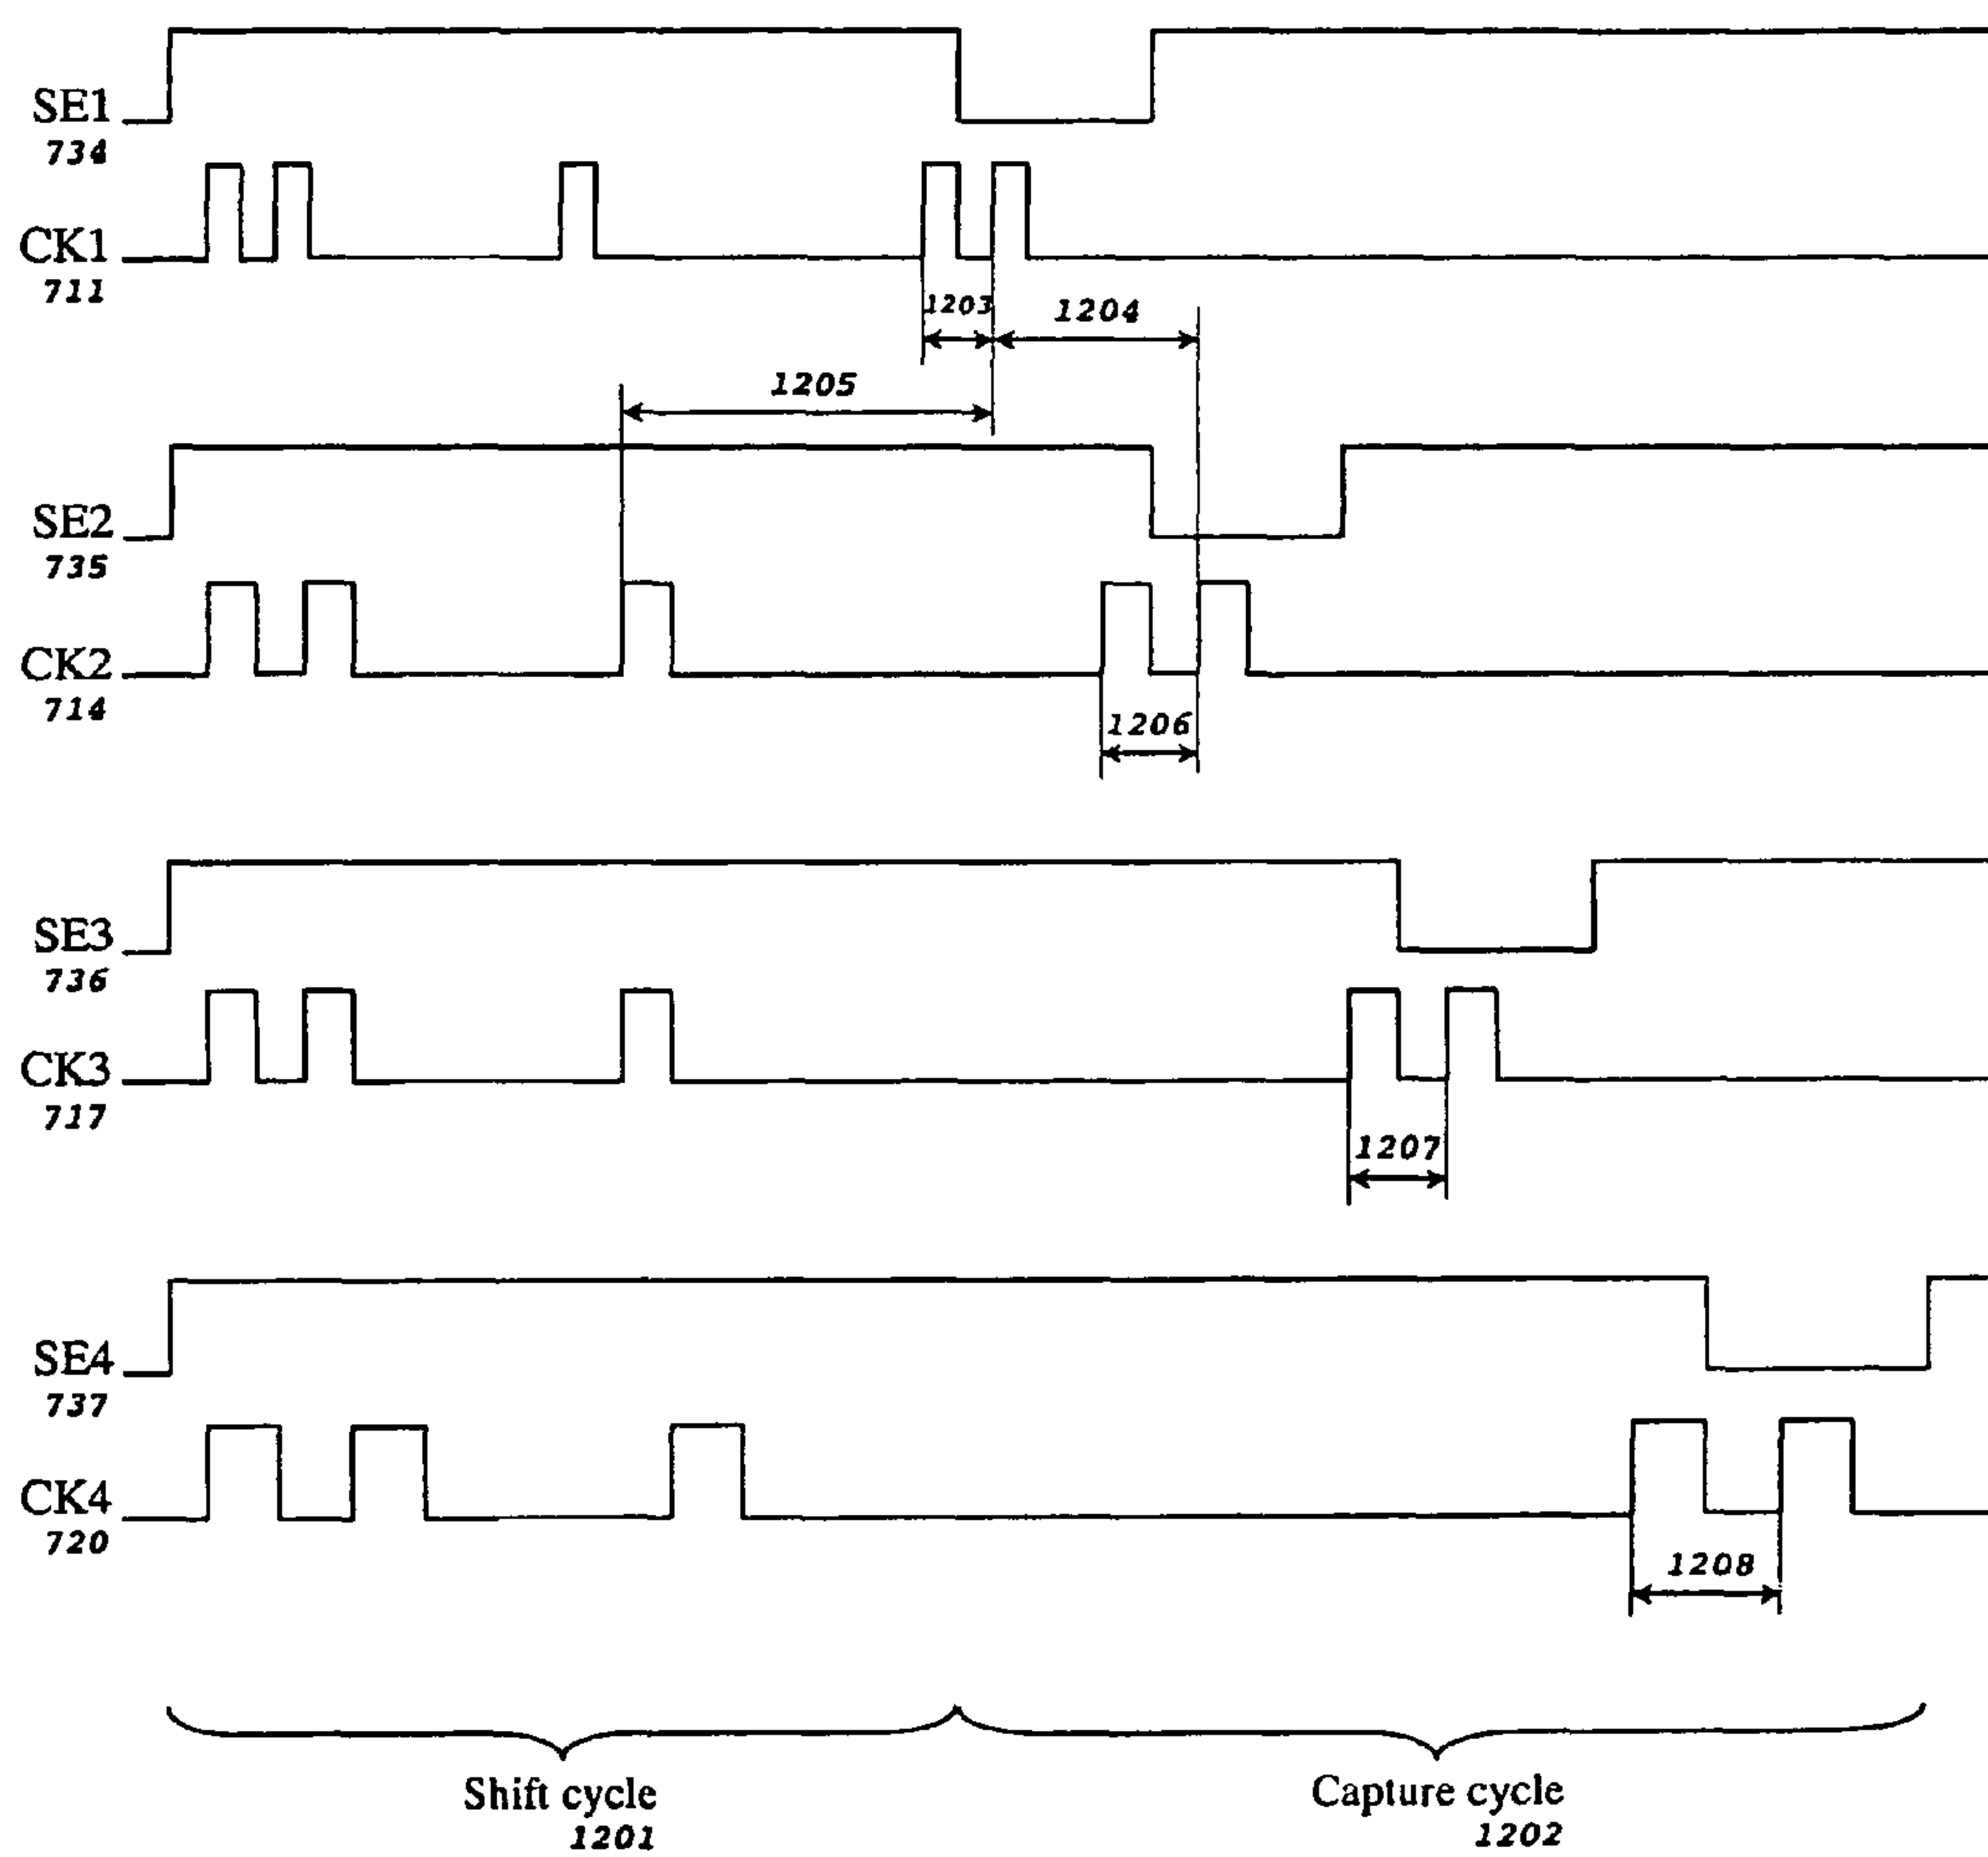 SE1
734
CK1
711
1203
1204
1205
SE2
735
CK2
714
1206
SE3
736
CK3
717
1207
SE4
737
CK4
720
1208
Shift cycle
1201
Capture cycle
1202